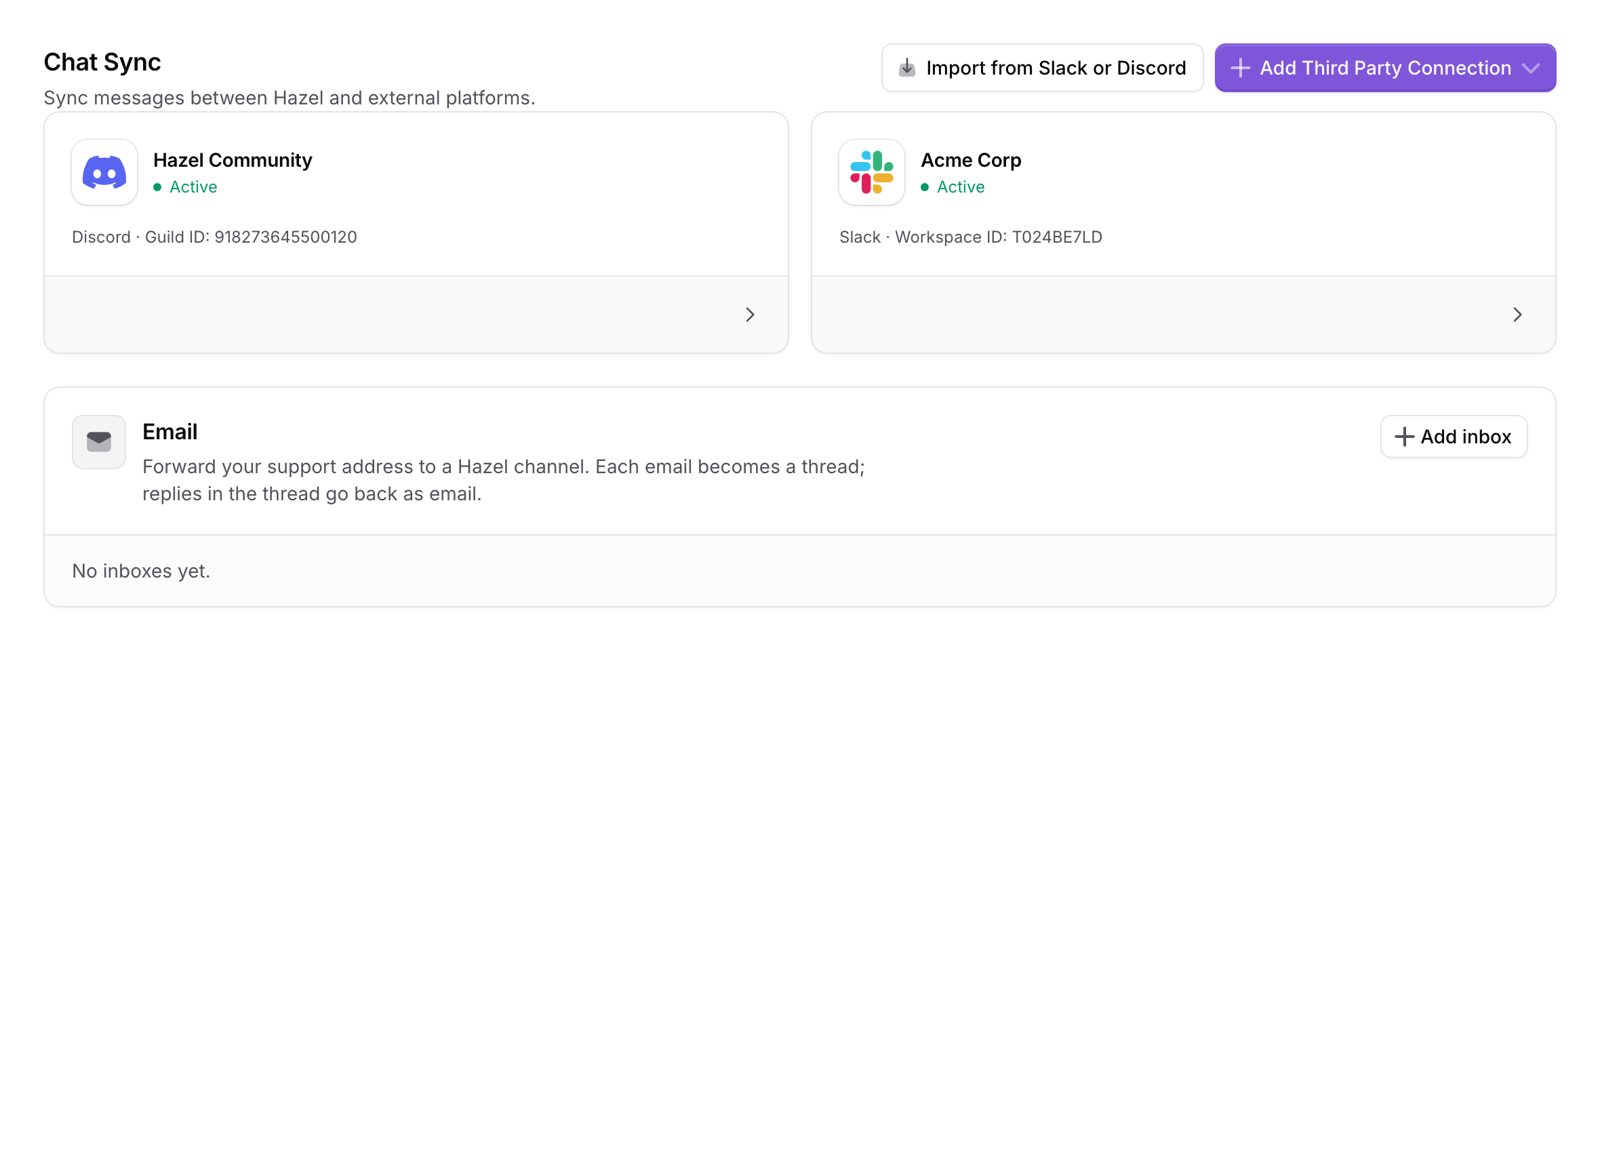 Chat Sync
Sync messages between Hazel and external platforms.
Import from Slack or Discord
Add Third Party Connection
Hazel Community
Active
Discord · Guild ID: 918273645500120
Acme Corp
Active
Slack · Workspace ID: T024BE7LD
Email
Forward your support address to a Hazel channel. Each email becomes a thread;
replies in the thread go back as email.
Add inbox
No inboxes yet.